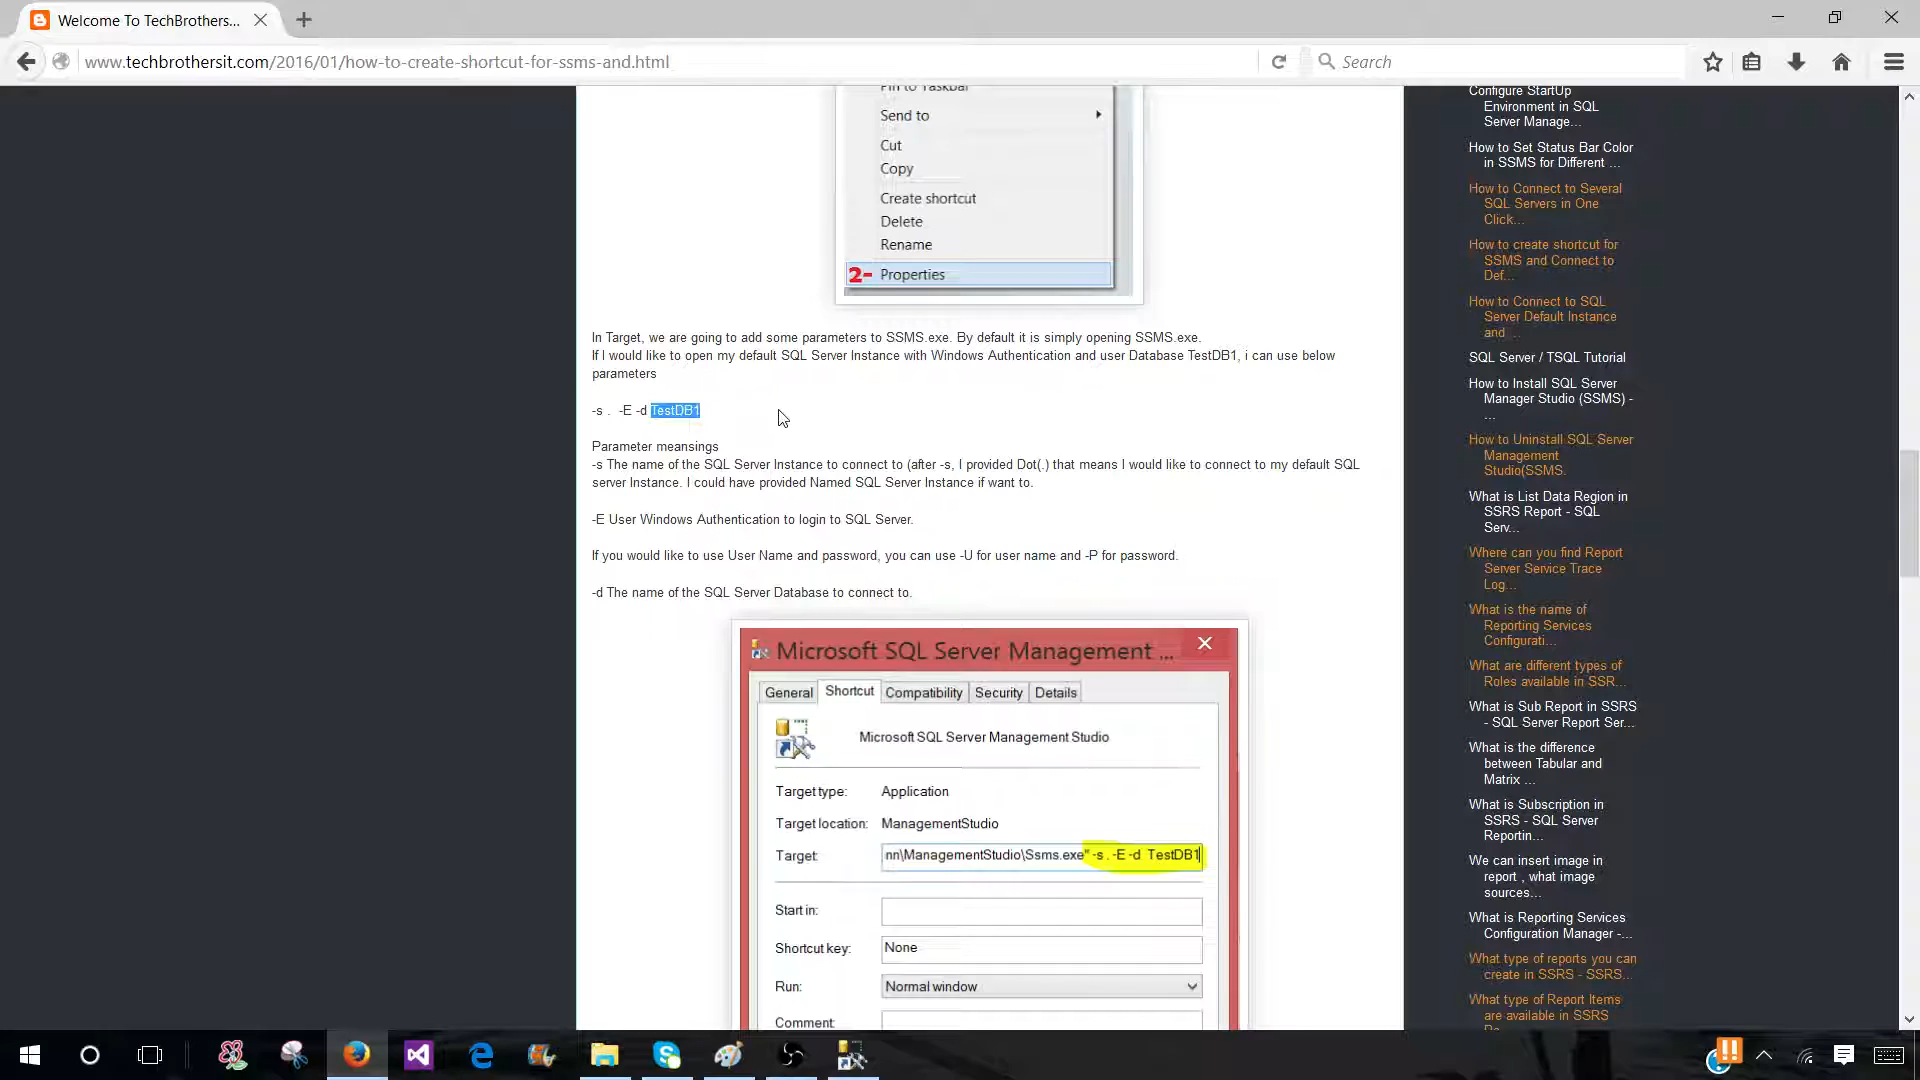 Welcome To TechBrothers...
www.techbrothersit.com/2016/01/how-to-create-shortcut-for-ssms-and.html
Search
Pin to Taskbar
Send to
Cut
Copy
Create shortcut
Delete
Rename
2- Properties
In Target, we are going to add some parameters to SSMS.exe. By default it is simply opening SSMS.exe.
If I would like to open my default SQL Server Instance with Windows Authentication and user Database TestDB1, i can use below
parameters
-s .  -E -d TestDB1
Parameter meansings
-s The name of the SQL Server Instance to connect to (after -s, I provided Dot(.) that means I would like to connect to my default SQL
server Instance. I could have provided Named SQL Server Instance if want to.
-E User Windows Authentication to login to SQL Server.
If you would like to use User Name and password, you can use -U for user name and -P for password.
-d The name of the SQL Server Database to connect to.
Microsoft SQL Server Management ...
General Shortcut Compatibility Security Details
Microsoft SQL Server Management Studio
Target type: Application
Target location: ManagementStudio
Target: nn\ManagementStudio\Ssms.exe" -s . -E -d TestDB1
Start in:
Shortcut key: None
Run: Normal window
Comment:
Configure StartUp
Environment in SQL
Server Manage...
How to Set Status Bar Color
in SSMS for Different ...
How to Connect to Several
SQL Servers in One
Click...
How to create shortcut for
SSMS and Connect to
Def...
How to Connect to SQL
Server Default Instance
and ...
SQL Server / TSQL Tutorial
How to Install SQL Server
Manager Studio (SSMS) -
...
How to Uninstall SQL Server
Management
Studio(SSMS.
What is List Data Region in
SSRS Report - SQL
Serv...
Where can you find Report
Server Service Trace
Log...
What is the name of
Reporting Services
Configurati...
What are different types of
Roles available in SSR...
What is Sub Report in SSRS
- SQL Server Report Ser...
What is the difference
between Tabular and
Matrix ...
What is Subscription in
SSRS - SQL Server
Reportin...
We can insert image in
report , what image
sources...
What is Reporting Services
Configuration Manager -...
What type of reports you can
create in SSRS - SSRS...
What type of Report Items
are available in SSRS